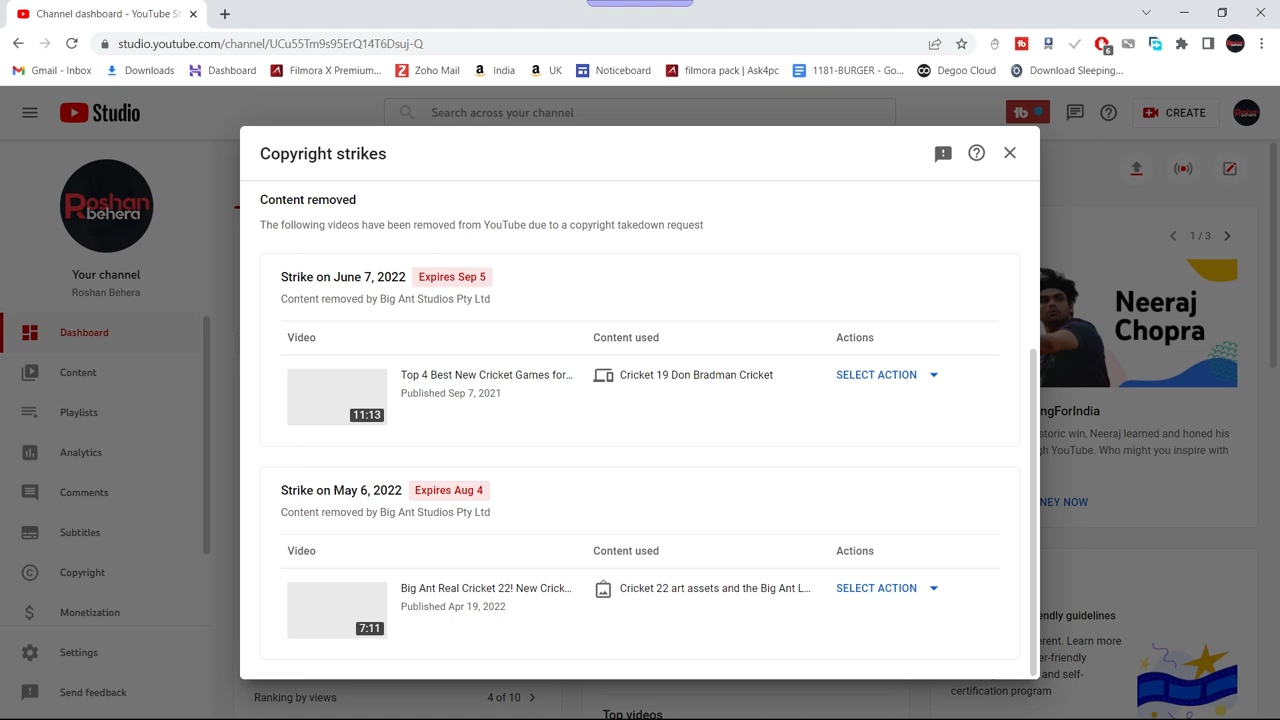 Channel dashboard - YouTube St
studio.youtube.com/channel/UCu55Tm9s95ErQ14T6Dsuj-Q
6
Gmail - Inbox
Downloads
Dashboard
Filmora X Premium...
Zoho Mail
India
UK
Noticeboard
filmora pack | Ask4pc
1181-BURGER - Go...
Degoo Cloud
Download Sleeping...
Studio
Search across your channel
CREATE
Roshan
behera
Your channel
Roshan Behera
Dashboard
Content
Playlists
Analytics
Comments
Subtitles
Copyright
Monetization
Settings
Send feedback
Copyright strikes
Content removed
The following videos have been removed from YouTube due to a copyright takedown request
Strike on June 7, 2022 Expires Sep 5
Content removed by Big Ant Studios Pty Ltd
Video Content used Actions
Top 4 Best New Cricket Games for... Cricket 19 Don Bradman Cricket SELECT ACTION
Published Sep 7, 2021
11:13
Strike on May 6, 2022 Expires Aug 4
Content removed by Big Ant Studios Pty Ltd
Video Content used Actions
Big Ant Real Cricket 22! New Crick... Cricket 22 art assets and the Big Ant L... SELECT ACTION
Published Apr 19, 2022
7:11
Ranking by views 4 of 10
Top videos
1 / 3
Neeraj
Chopra
ngForIndia
storic win, Neeraj learned and honed his
gh YouTube. Who might you inspire with
NEY NOW
ndly guidelines
erent. Learn more
er-friendly
and self-
certification program